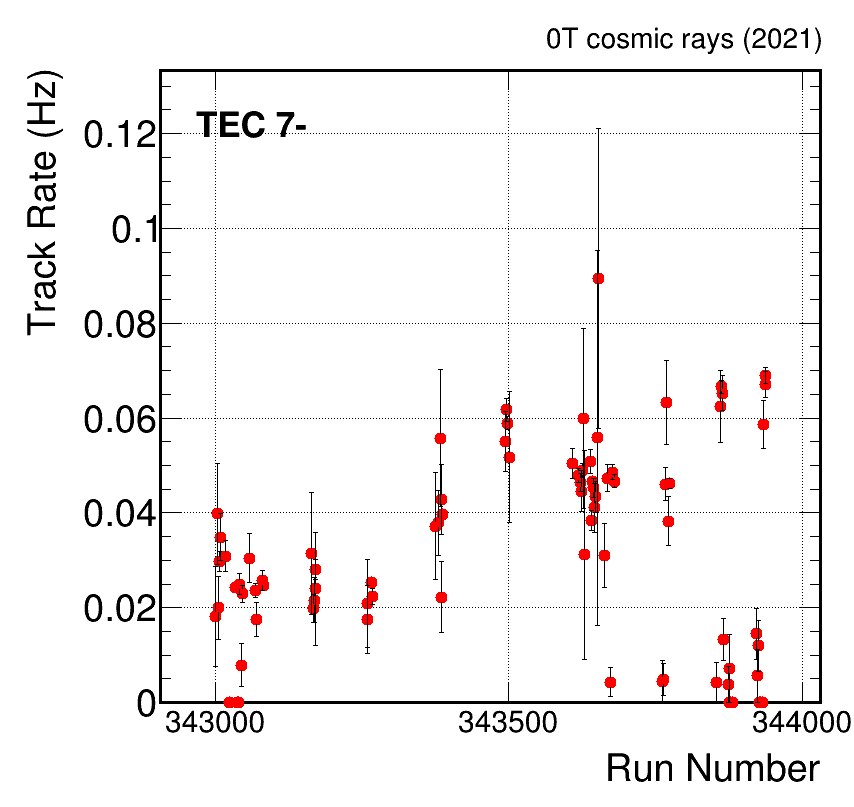 0T cosmic rays (2021)
Track Rate (Hz)
TEC 7-
0.12
0.1
0.08
0.06
0.04
0.02
0
343000
343500
344000
Run Number